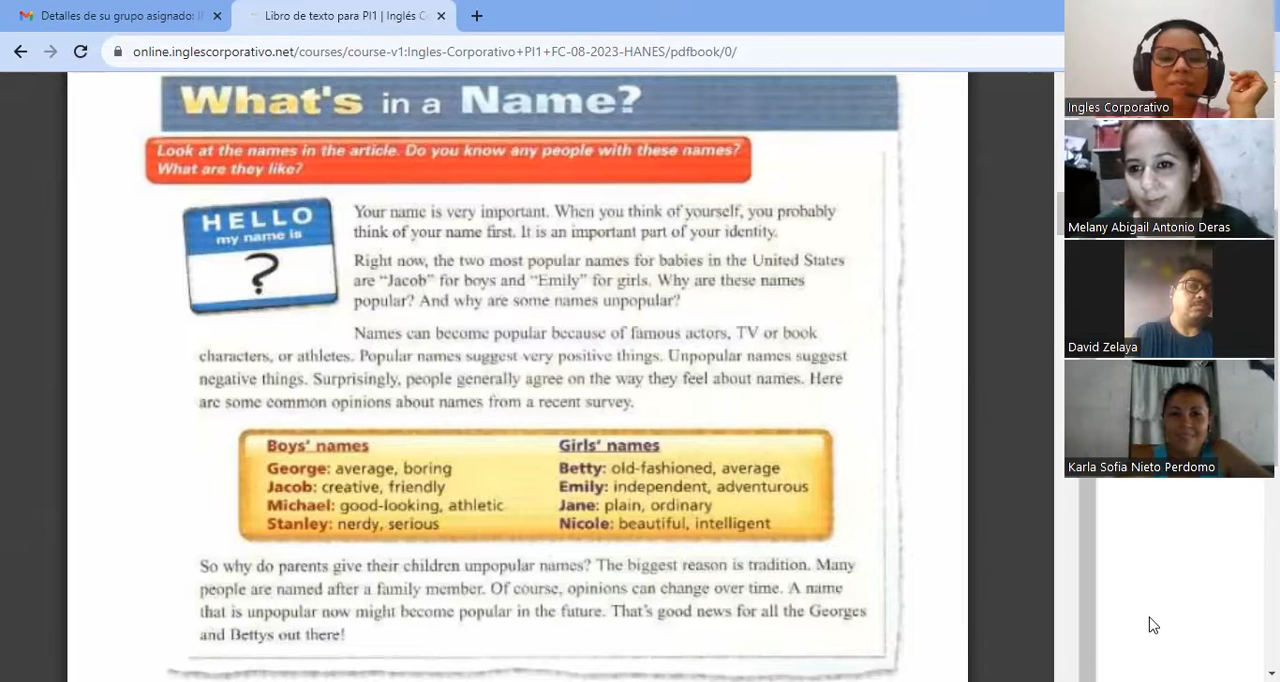 Detalles de su grupo asignado: I
Libro de texto para PI1 | Inglés C
online.inglescorporativo.net/courses/course-v1:Ingles-Corporativo+PI1+FC-08-2023-HANES/pdfbook/0/
What's in a Name?
Look at the names in the article. Do you know any people with these names?
What are they like?
HELLO
my name is
?
Your name is very important. When you think of yourself, you probably
think of your name first. It is an important part of your identity.
Right now, the two most popular names for babies in the United States
are “Jacob” for boys and “Emily” for girls. Why are these names
popular? And why are some names unpopular?
Names can become popular because of famous actors, TV or book
characters, or athletes. Popular names suggest very positive things. Unpopular names suggest
negative things. Surprisingly, people generally agree on the way they feel about names. Here
are some common opinions about names from a recent survey.
Boys' names
George: average, boring
Jacob: creative, friendly
Michael: good-looking, athletic
Stanley: nerdy, serious
Girls' names
Betty: old-fashioned, average
Emily: independent, adventurous
Jane: plain, ordinary
Nicole: beautiful, intelligent
So why do parents give their children unpopular names? The biggest reason is tradition. Many
people are named after a family member. Of course, opinions can change over time. A name
that is unpopular now might become popular in the future. That's good news for all the Georges
and Bettys out there!
Ingles Corporativo
Melany Abigail Antonio Deras
David Zelaya
Karla Sofia Nieto Perdomo